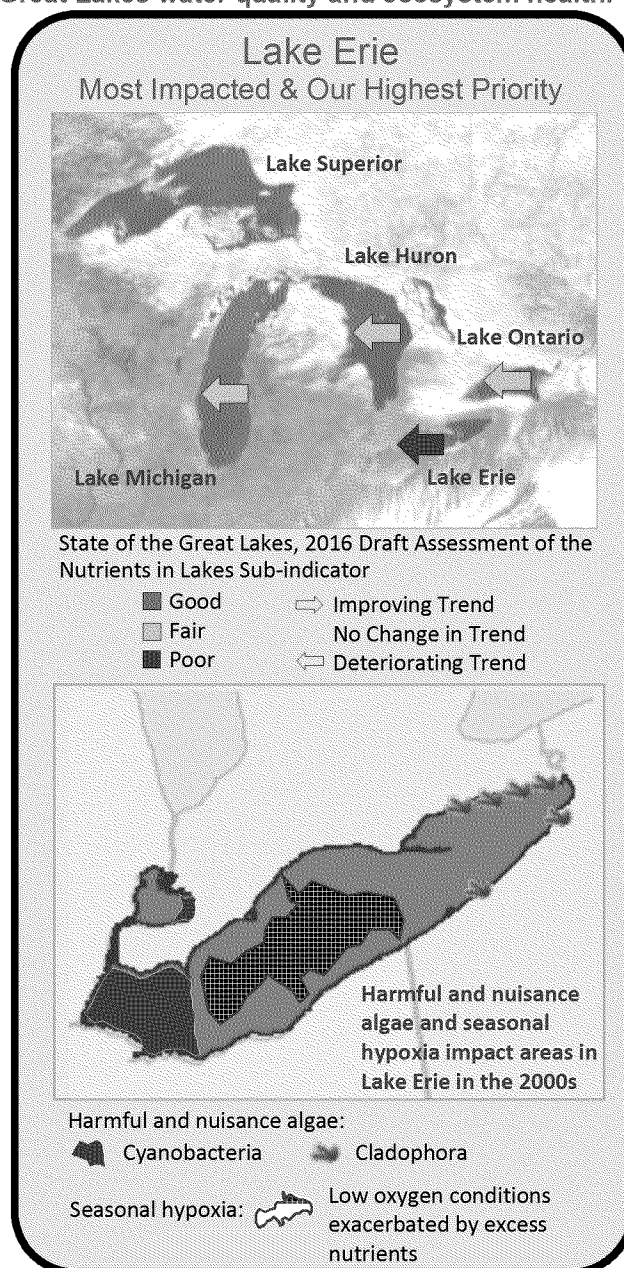 Great Lakes water quality and ecosystem health.
Lake Erie
Most Impacted & Our Highest Priority
Lake Superior
Lake Huron
Lake Ontario
Lake Michigan
Lake Erie
State of the Great Lakes, 2016 Draft Assessment of the
Nutrients in Lakes Sub-indicator
Good
Improving Trend
Fair
No Change in Trend
Poor
Deteriorating Trend
Harmful and nuisance
algae and seasonal
hypoxia impact areas in
Lake Erie in the 2000s
Harmful and nuisance algae:
Cyanobacteria
Cladophora
Seasonal hypoxia:
Low oxygen conditions
exacerbated by excess
nutrients